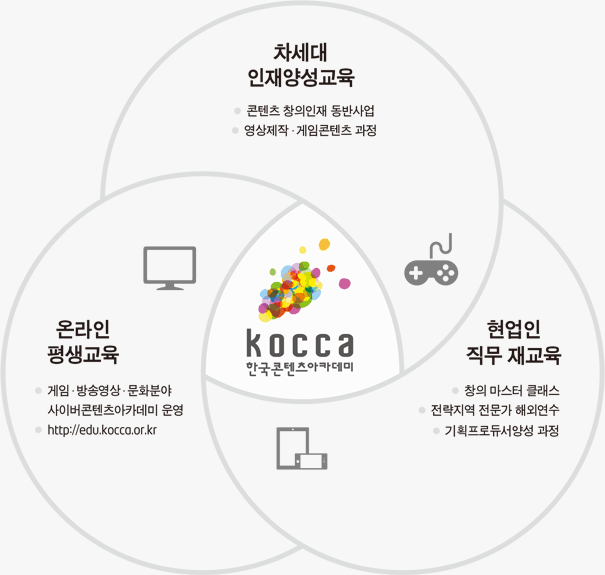 차세대
인재양성교육
콘텐츠 창의인재 동반사업
영상제작 · 게임콘텐츠 과정
kocca
한국콘텐츠아카데미
온라인
평생교육
게임 · 방송영상 · 문화분야
사이버콘텐츠아카데미 운영
http://edu.kocca.or.kr
현업인
직무 재교육
창의 마스터 클래스
전략지역 전문가 해외연수
기획프로듀서양성 과정